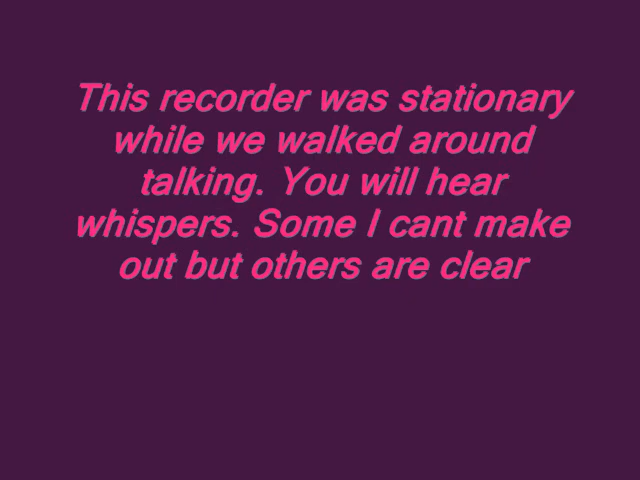 This recorder was stationary
while we walked around
talking. You will hear
whispers. Some I cant make
out but others are clear